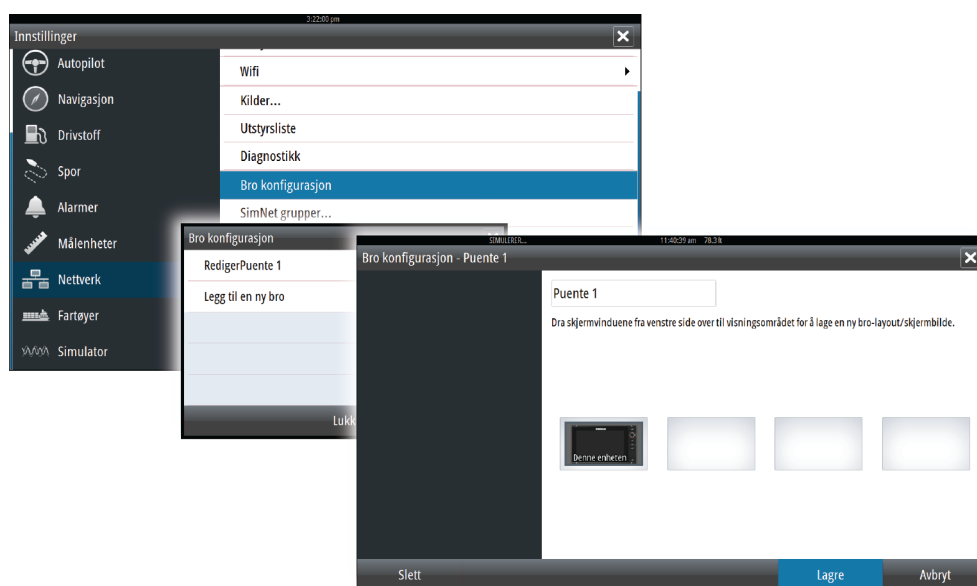 3:22:00 pm
Innstillinger
Autopilot
Navigasjon
Drivstoff
Spor
Alarmer
Målenheter
Nettverk
Fartøyer
Simulator
Wifi
Kilder...
Utstyrsliste
Diagnostikk
Bro konfigurasjon
SimNet grupper...
Bro konfigurasjon
RedigerPuente 1
Legg til en ny bro
Lukk
SIMULERER... 11:40:39 am 78.3 ft
Bro konfigurasjon - Puente 1
Puente 1
Dra skjermvinduene fra venstre side over til visningsområdet for å lage en ny bro-layout/skjermbilde.
Denne enheten
Slett
Lagre
Avbryt